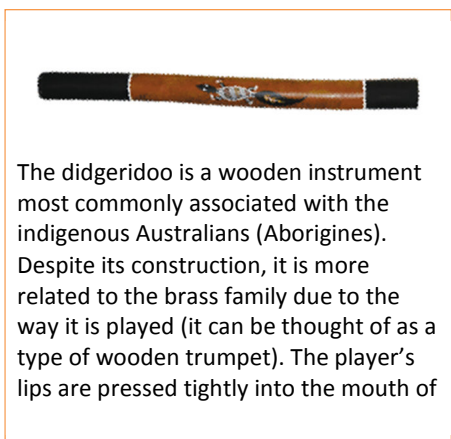 The didgeridoo is a wooden instrument
most commonly associated with the
indigenous Australians (Aborigines).
Despite its construction, it is more
related to the brass family due to the
way it is played (it can be thought of as a
type of wooden trumpet). The player’s
lips are pressed tightly into the mouth of